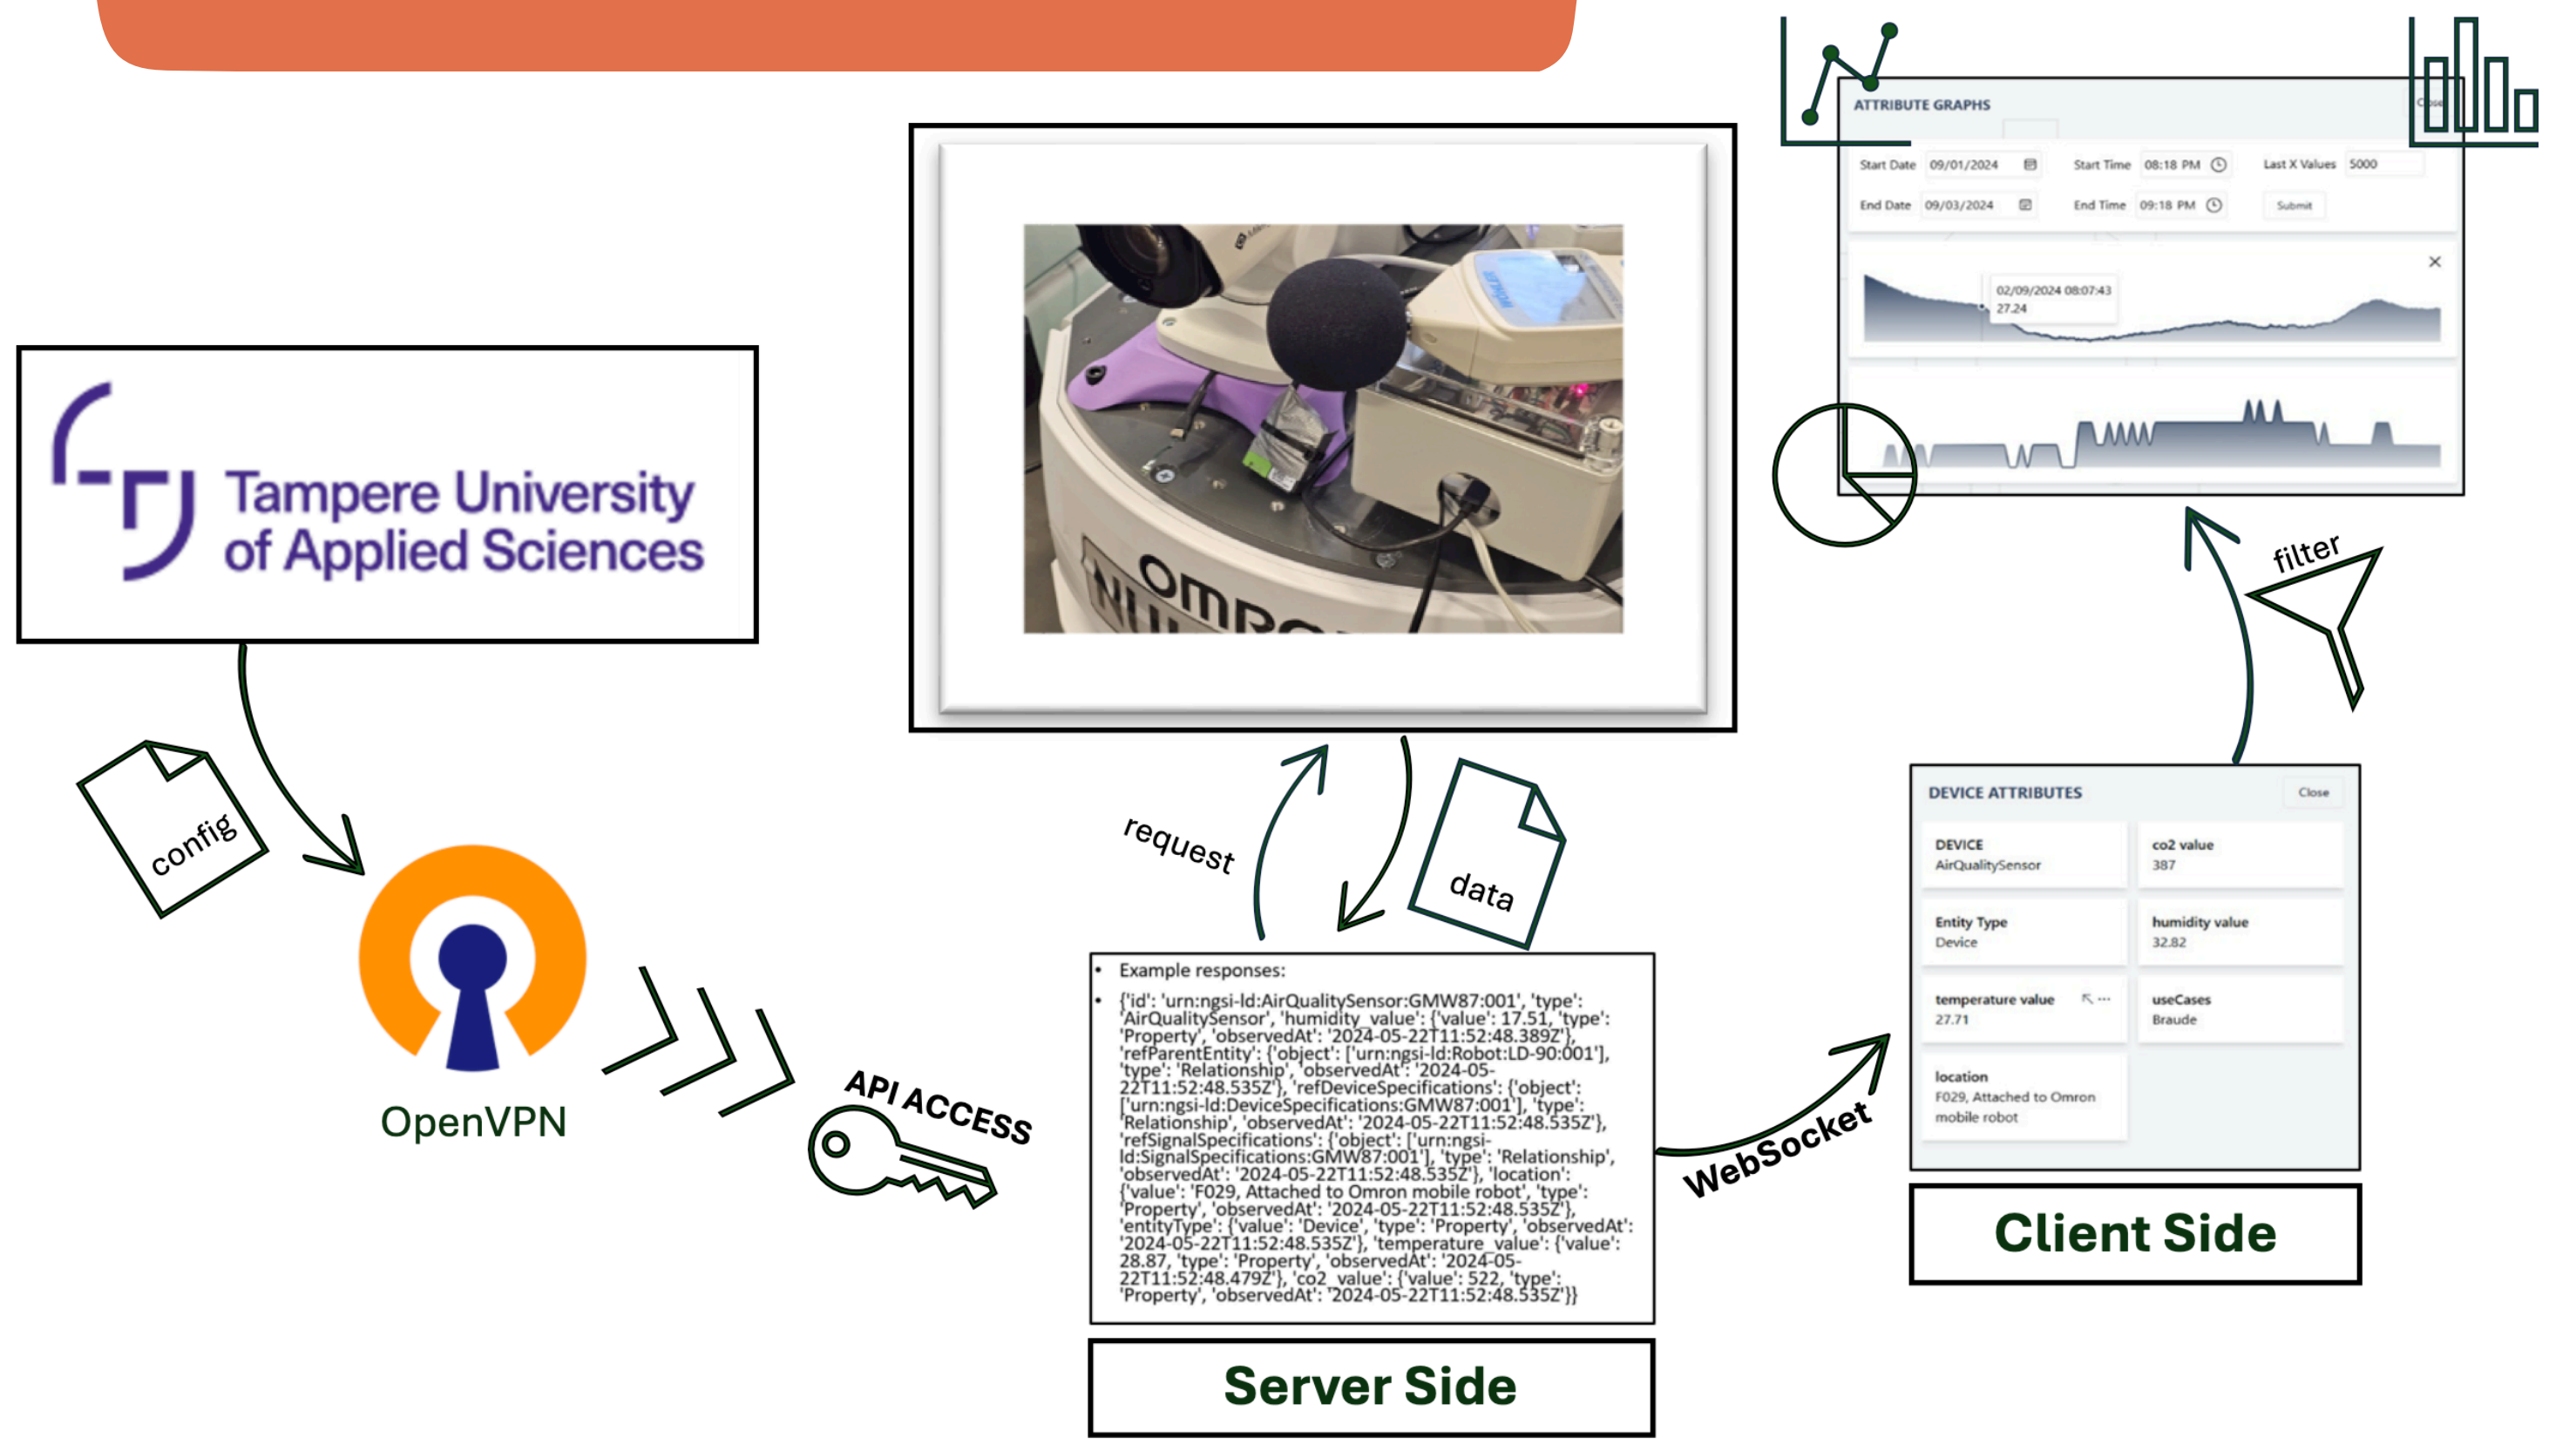 Tampere University
of Applied Sciences
config
OpenVPN
API ACCESS
OMRO
request
data
• Example responses:
• {'id': 'urn:ngsi-ld:AirQualitySensor:GMW87:001', 'type':
'AirQualitySensor', 'humidity_value': {'value': 17.51, 'type':
'Property', 'observedAt': '2024-05-22T11:52:48.389Z'},
'refParentEntity': {'object': ['urn:ngsi-ld:Robot:LD-90:001'],
'type': 'Relationship', 'observedAt': '2024-05-
22T11:52:48.535Z'}, 'refDeviceSpecifications': {'object':
['urn:ngsi-ld:DeviceSpecifications:GMW87:001'], 'type':
'Relationship', 'observedAt': '2024-05-22T11:52:48.535Z'},
'refSignalSpecifications': {'object': ['urn:ngsi-
ld:SignalSpecifications:GMW87:001'], 'type': 'Relationship',
'observedAt': '2024-05-22T11:52:48.535Z'}, 'location':
{'value': 'F029, Attached to Omron mobile robot', 'type':
'Property', 'observedAt': '2024-05-22T11:52:48.535Z'},
'entityType': {'value': 'Device', 'type': 'Property', 'observedAt':
'2024-05-22T11:52:48.535Z'}, 'temperature_value': {'value':
28.87, 'type': 'Property', 'observedAt': '2024-05-
22T11:52:48.479Z'}, 'co2_value': {'value': 522, 'type':
'Property', 'observedAt': '2024-05-22T11:52:48.535Z'}}
Server Side
WebSocket
DEVICE ATTRIBUTES
Close
DEVICE
AirQualitySensor
co2 value
387
Entity Type
Device
humidity value
32.82
temperature value
27.71
useCases
Braude
location
F029, Attached to Omron
mobile robot
Client Side
filter
ATTRIBUTE GRAPHS
Close
Start Date 09/01/2024 Start Time 08:18 PM Last X Values 5000
End Date 09/03/2024 End Time 09:18 PM Submit
02/09/2024 08:07:43
27.24